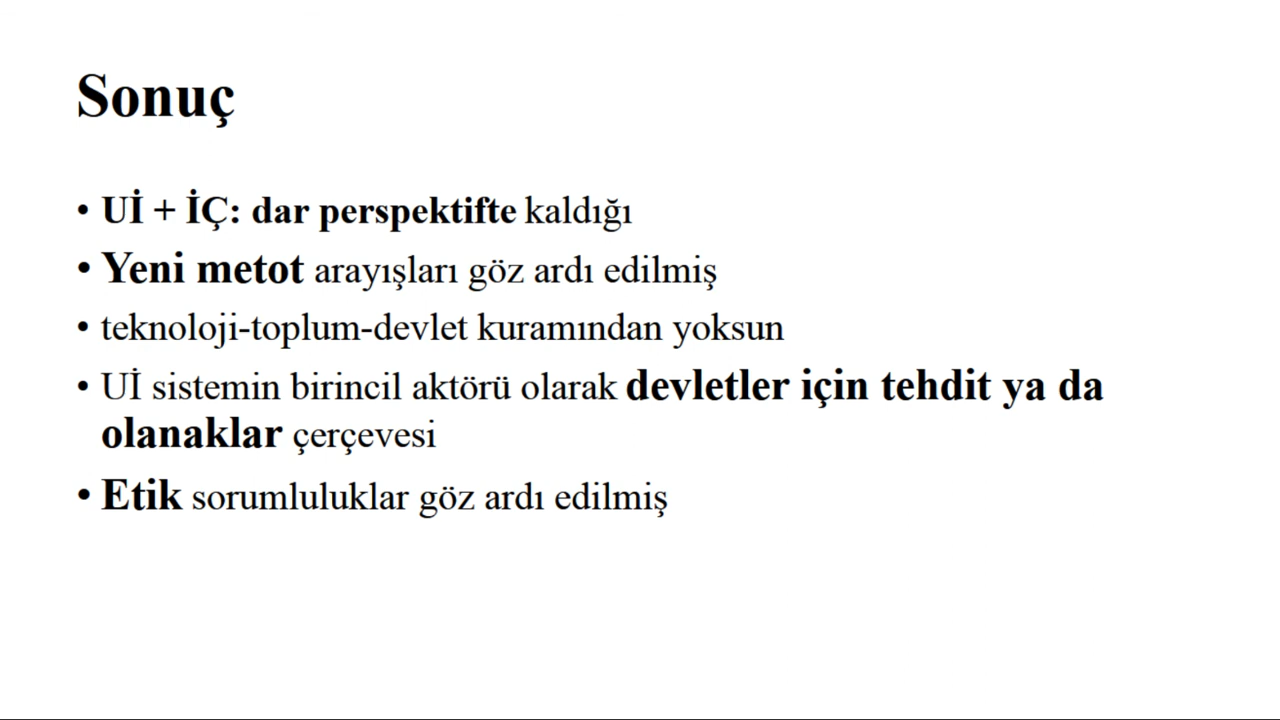 Sonuç
• Uİ + İÇ: dar perspektifte kaldığı
• Yeni metot arayışları göz ardı edilmiş
• teknoloji-toplum-devlet kuramından yoksun
• Uİ sistemin birincil aktörü olarak devletler için tehdit ya da
olanaklar çerçevesi
• Etik sorumluluklar göz ardı edilmiş